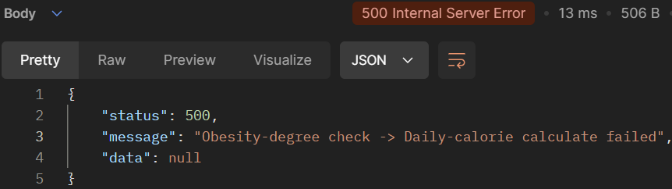 Body 500 Internal Server Error • 13 ms • 506 B
Pretty Raw Preview Visualize JSON
1 {
2 "status": 500,
3 "message": "Obesity-degree check -> Daily-calorie calculate failed",
4 "data": null
5 }